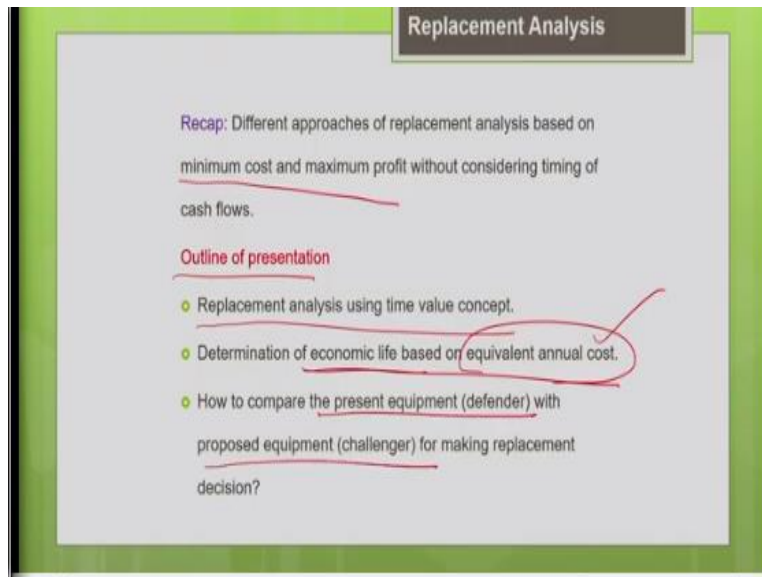 Replacement Analysis
Recap: Different approaches of replacement analysis based on
minimum cost and maximum profit without considering timing of
cash flows.
Outline of presentation
Replacement analysis using time value concept.
Determination of economic life based on equivalent annual cost.
How to compare the present equipment (defender) with
proposed equipment (challenger) for making replacement
decision?